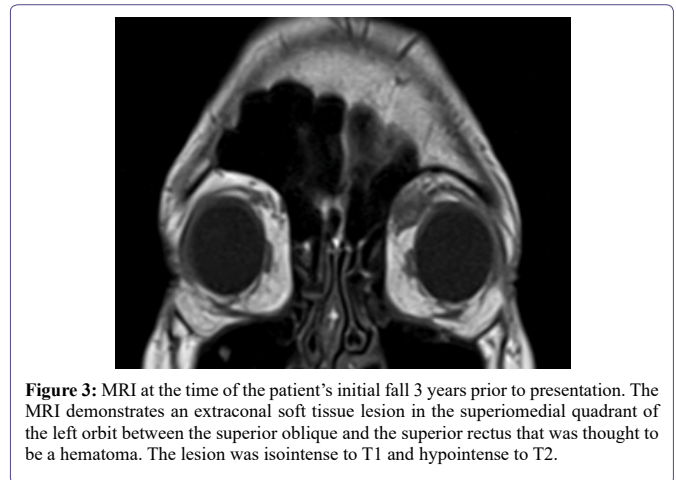 Figure 3: MRI at the time of the patient's initial fall 3 years prior to presentation. The
MRI demonstrates an extraconal soft tissue lesion in the superiomedial quadrant of
the left orbit between the superior oblique and the superior rectus that was thought to
be a hematoma. The lesion was isointense to T1 and hypointense to T2.